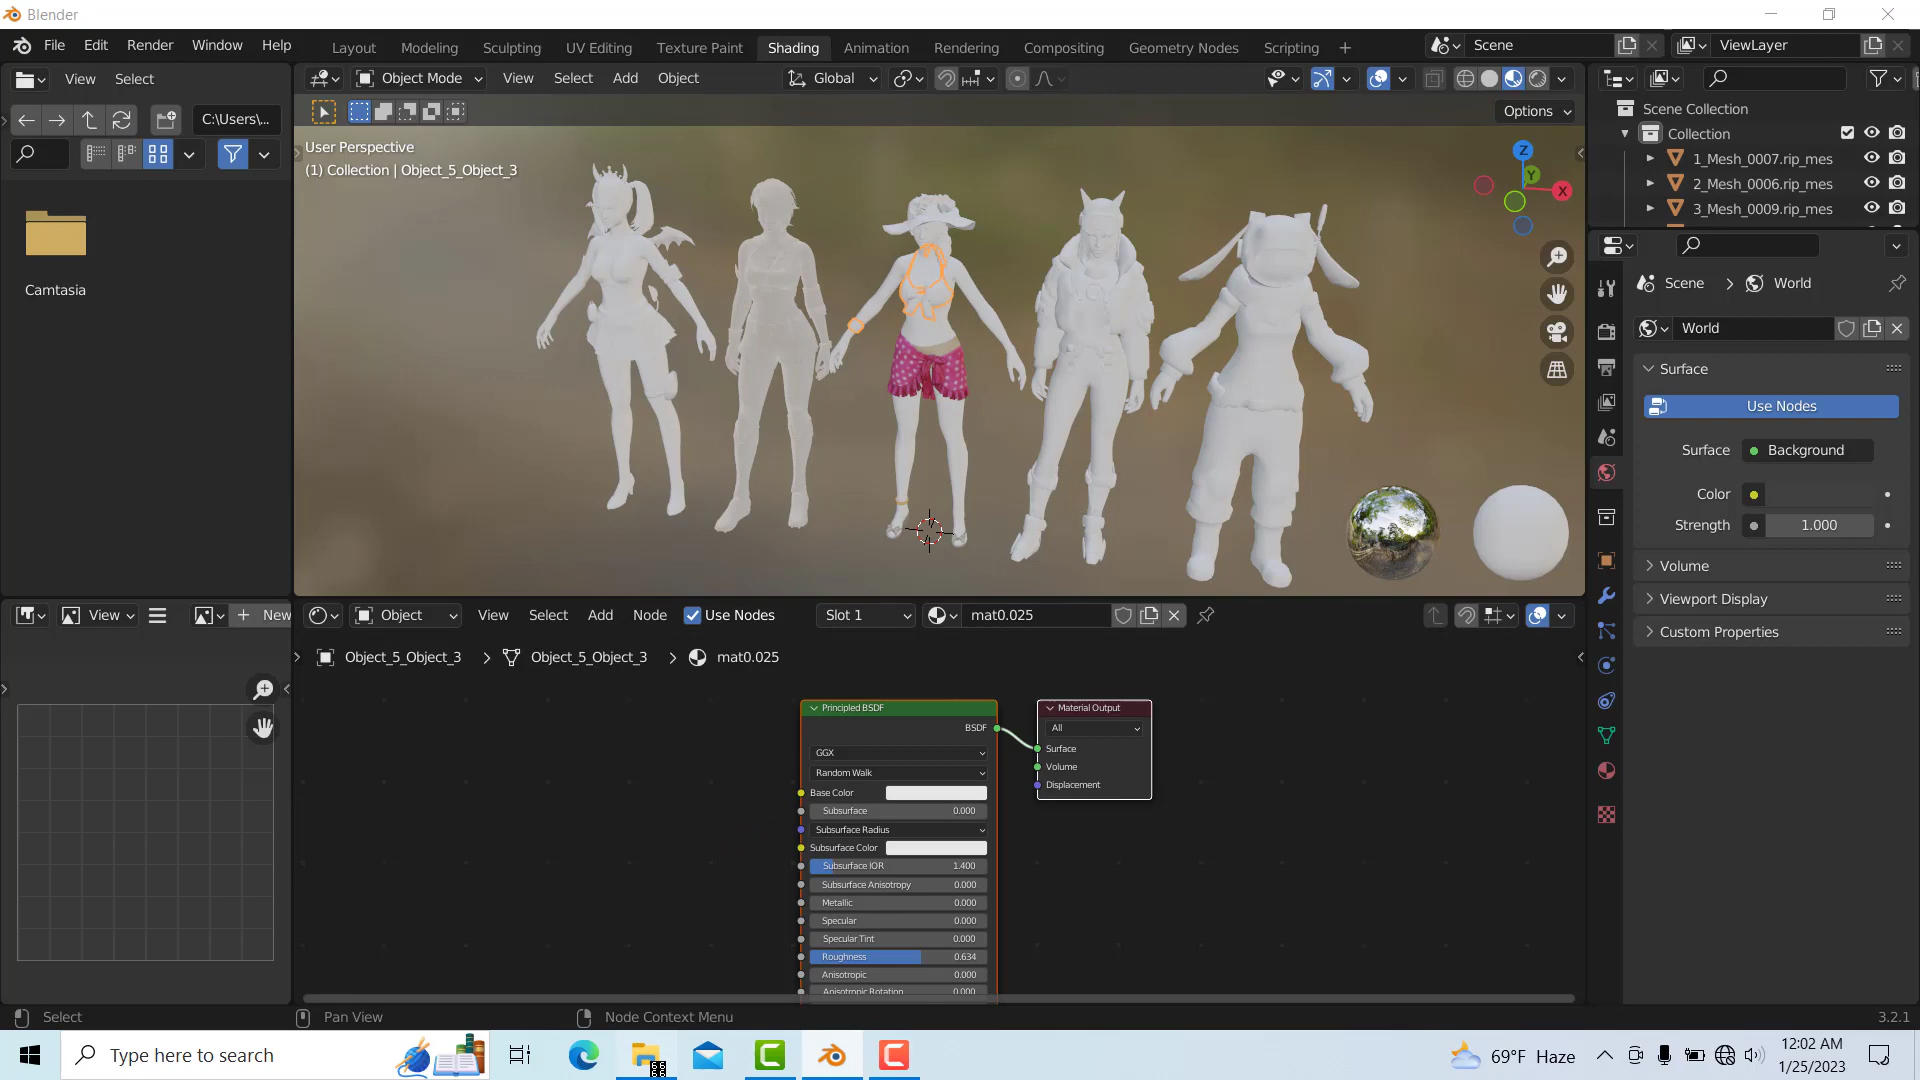 Blender
File Edit Render Window Help
Layout Modeling Sculpting UV Editing Texture Paint Shading Animation Rendering Compositing Geometry Nodes Scripting +
Scene
ViewLayer
View Select
Object Mode View Select Add Object
Global
C:\Users\...
Options
User Perspective
(1) Collection | Object_5_Object_3
Z
Y
X
Camtasia
Scene Collection
Collection
1_Mesh_0007.rip_mes
2_Mesh_0006.rip_mes
3_Mesh_0009.rip_mes
Scene > World
World
Surface
Use Nodes
Surface Background
Color
Strength 1.000
Volume
Viewport Display
Custom Properties
View
+ New
Object View Select Add Node Use Nodes
Slot 1
mat0.025
Object_5_Object_3 > Object_5_Object_3 > mat0.025
Principled BSDF
BSDF
GGX
Random Walk
Base Color
Subsurface 0.000
Subsurface Radius
Subsurface Color
Subsurface IOR 1.400
Subsurface Anisotropy 0.000
Metallic 0.000
Specular 0.000
Specular Tint 0.000
Roughness 0.634
Anisotropic 0.000
Anisotropic Rotation 0.000
Material Output
All
Surface
Volume
Displacement
Select
Pan View
Node Context Menu
3.2.1
Type here to search
69°F Haze
12:02 AM
1/25/2023